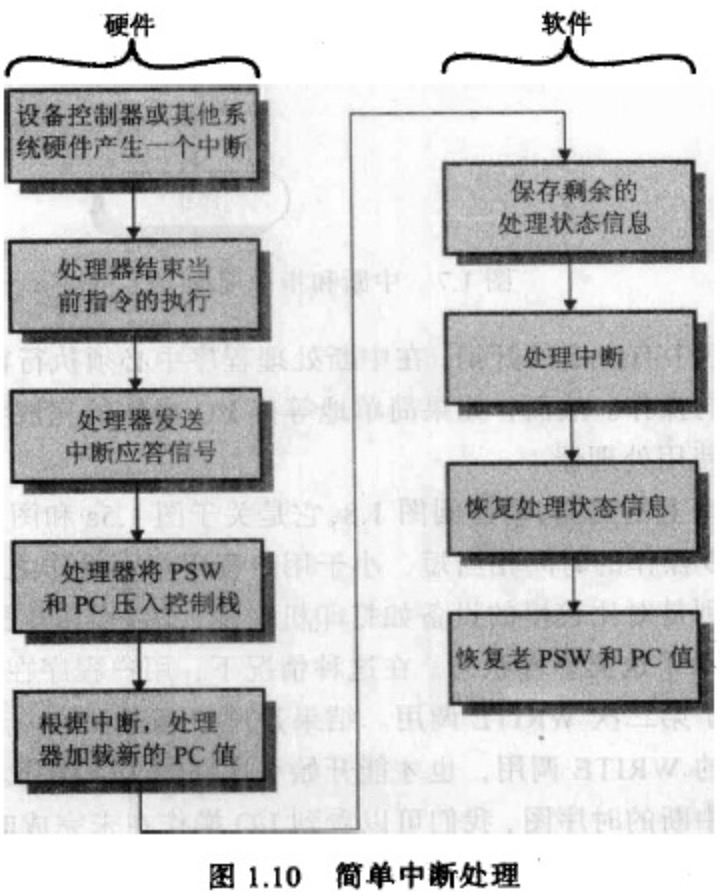 硬件
软件
设备控制器或其他系
统硬件产生一个中断
处理器结束当
前指令的执行
处理器发送
中断应答信号
处理器将 PSW
和 PC 压入控制栈
根据中断，处理
器加载新的 PC 值
保存剩余的
处理状态信息
处理中断
恢复处理状态信息
恢复老 PSW 和 PC 值
图 1.10 简单中断处理